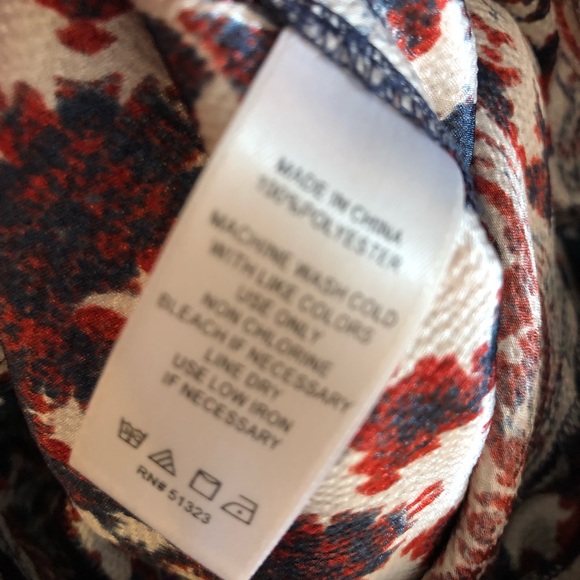 MADE IN CHINA
100%POLYESTER
MACHINE WASH COLD
WITH LIKE COLORS
USE ONLY
NON CHLORINE
BLEACH IF NECESSARY
LINE DRY
USE LOW IRON
IF NECESSARY
RN# 51323